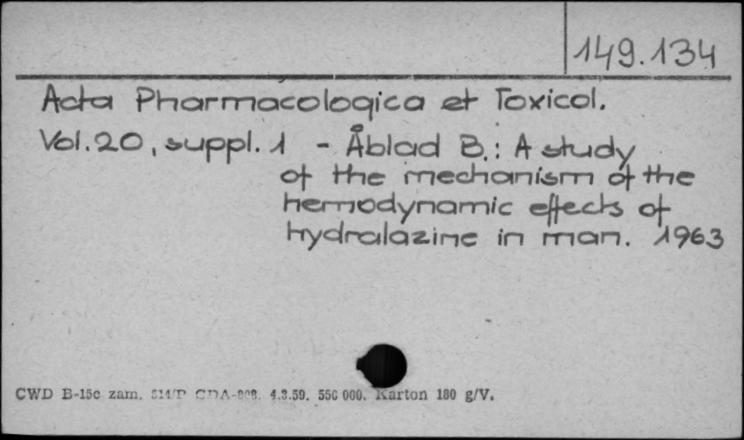 149.134
Acta Pharmacologica et Toxicol.
Vol. 20, suppl. 1 - Åblad B.: A study
of the mechanism of the
hemodynamic effects of
hydralazine in man. 1963
CWD B-15c zam. 4.3.59. 550 000. Karton 180 g/V.